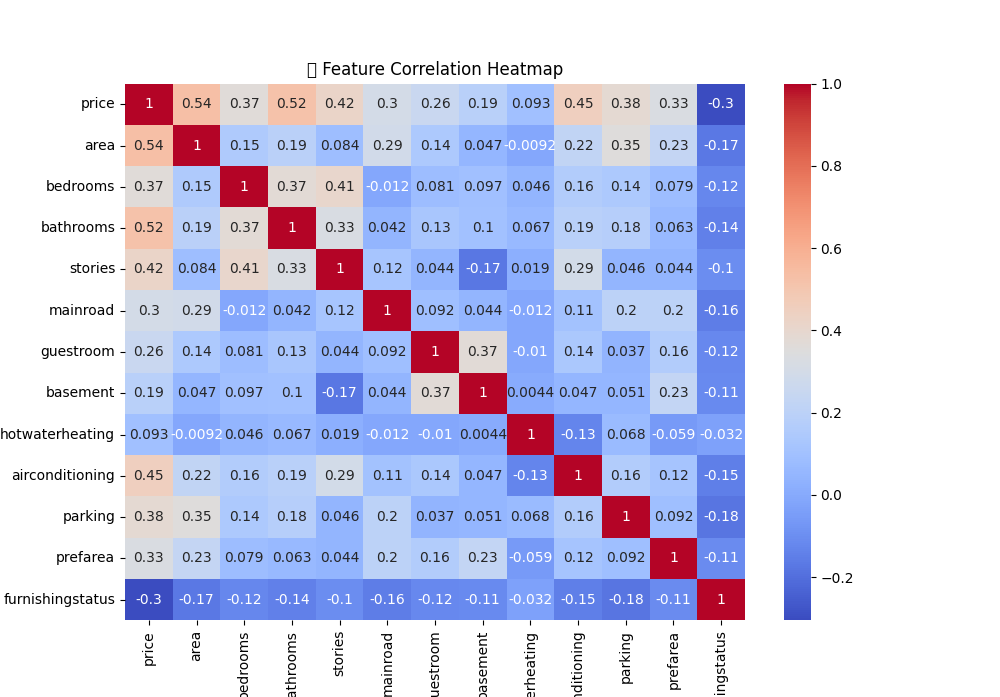 ▯ Feature Correlation Heatmap
price 1 0.54 0.37 0.52 0.42 0.3 0.26 0.19 0.093 0.45 0.38 0.33 -0.3
area 0.54 1 0.15 0.19 0.084 0.29 0.14 0.047 -0.0092 0.22 0.35 0.23 -0.17
bedrooms 0.37 0.15 1 0.37 0.41 -0.012 0.081 0.097 0.046 0.16 0.14 0.079 -0.12
bathrooms 0.52 0.19 0.37 1 0.33 0.042 0.13 0.1 0.067 0.19 0.18 0.063 -0.14
stories 0.42 0.084 0.41 0.33 1 0.12 0.044 -0.17 0.019 0.29 0.046 0.044 -0.1
mainroad 0.3 0.29 -0.012 0.042 0.12 1 0.092 0.044 -0.012 0.11 0.2 0.2 -0.16
guestroom 0.26 0.14 0.081 0.13 0.044 0.092 1 0.37 -0.01 0.14 0.037 0.16 -0.12
basement 0.19 0.047 0.097 0.1 -0.17 0.044 0.37 1 0.0044 0.047 0.051 0.23 -0.11
hotwaterheating 0.093 -0.0092 0.046 0.067 0.019 -0.012 -0.01 0.0044 1 -0.13 0.068 -0.059 -0.032
airconditioning 0.45 0.22 0.16 0.19 0.29 0.11 0.14 0.047 -0.13 1 0.16 0.12 -0.15
parking 0.38 0.35 0.14 0.18 0.046 0.2 0.037 0.051 0.068 0.16 1 0.092 -0.18
prefarea 0.33 0.23 0.079 0.063 0.044 0.2 0.16 0.23 -0.059 0.12 0.092 1 -0.11
furnishingstatus -0.3 -0.17 -0.12 -0.14 -0.1 -0.16 -0.12 -0.11 -0.032 -0.15 -0.18 -0.11 1
price
area
bedrooms
athrooms
stories
mainroad
uestroom
basement
erheating
nditioning
parking
prefarea
ingstatus
1.0
0.8
0.6
0.4
0.2
0.0
−0.2